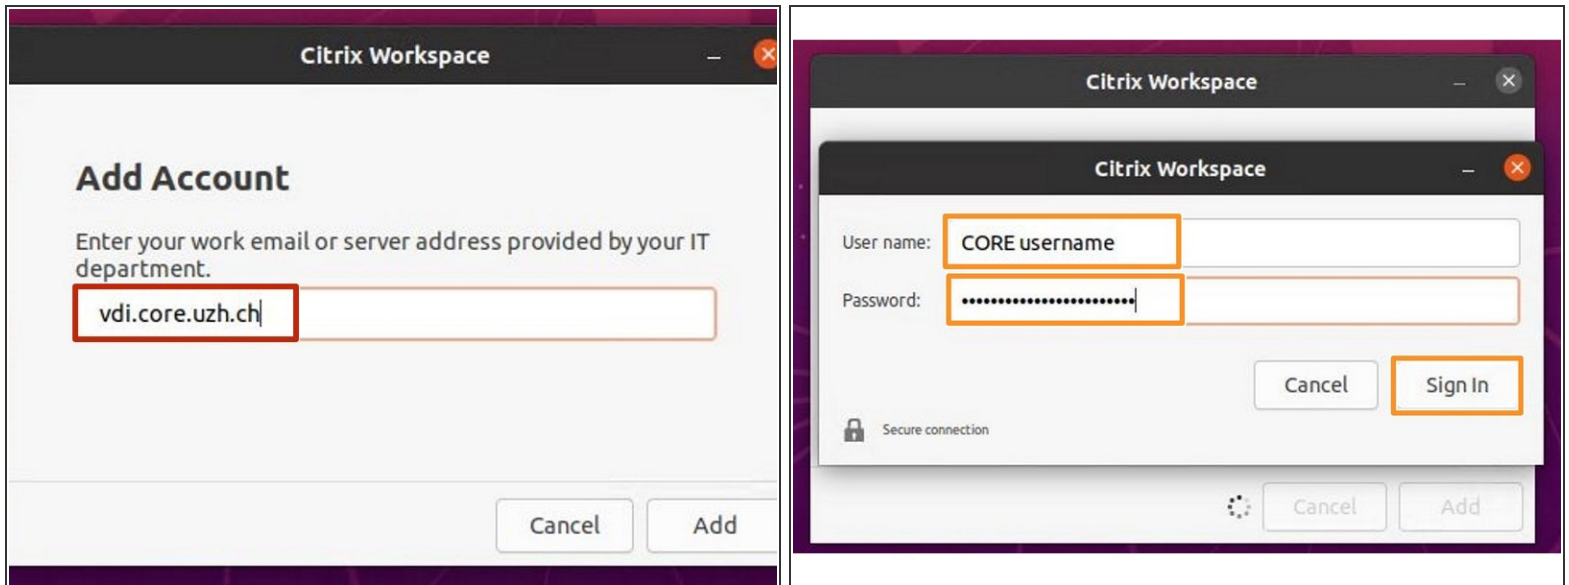 Citrix Workspace
Add Account
Enter your work email or server address provided by your IT
department.
vdi.core.uzh.ch
Cancel
Add
Citrix Workspace
Citrix Workspace
User name: CORE username
Password: ••••••••••••••••••••••••
Cancel
Sign In
Secure connection
Cancel
Add